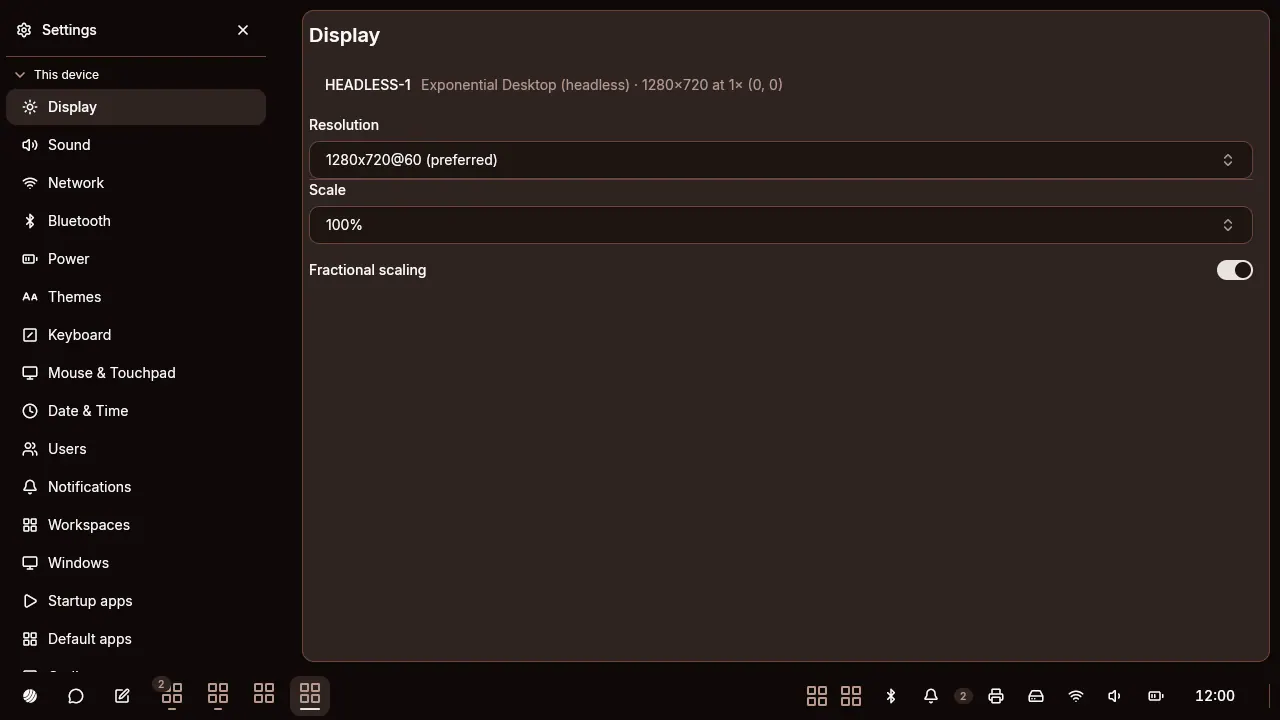 Settings
This device
Display
Sound
Network
Bluetooth
Power
Themes
Keyboard
Mouse & Touchpad
Date & Time
Users
Notifications
Workspaces
Windows
Startup apps
Default apps
Display
HEADLESS-1 Exponential Desktop (headless) · 1280×720 at 1× (0, 0)
Resolution
1280x720@60 (preferred)
Scale
100%
Fractional scaling
2
2
12:00